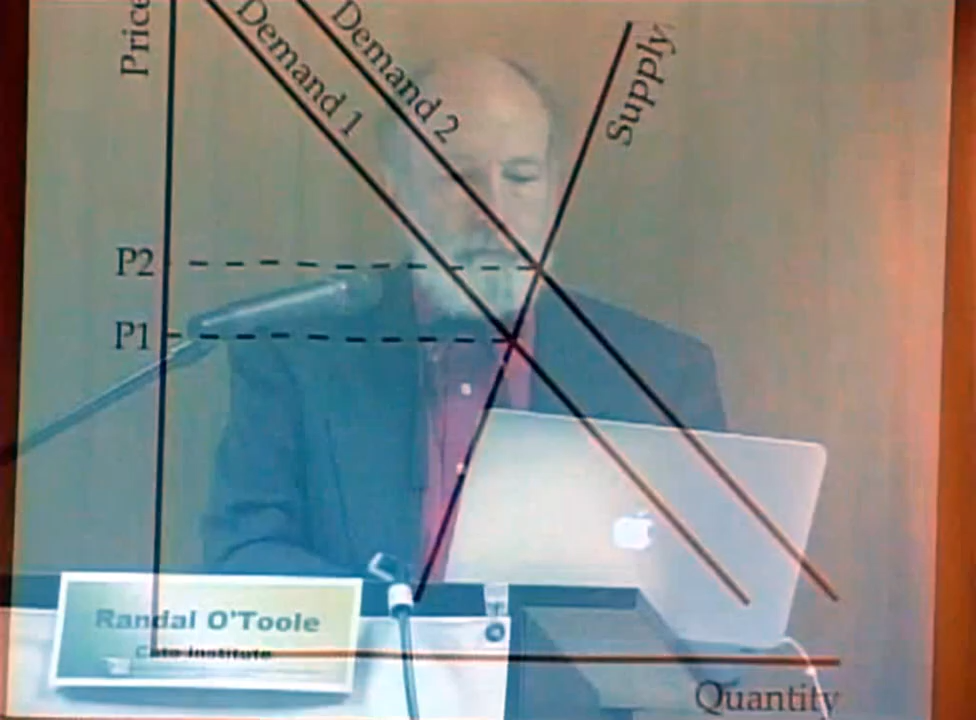 Price
Demand 1
Demand 2
Supply
P2
P1
Randal O'Toole
Cato Institute
Quantity